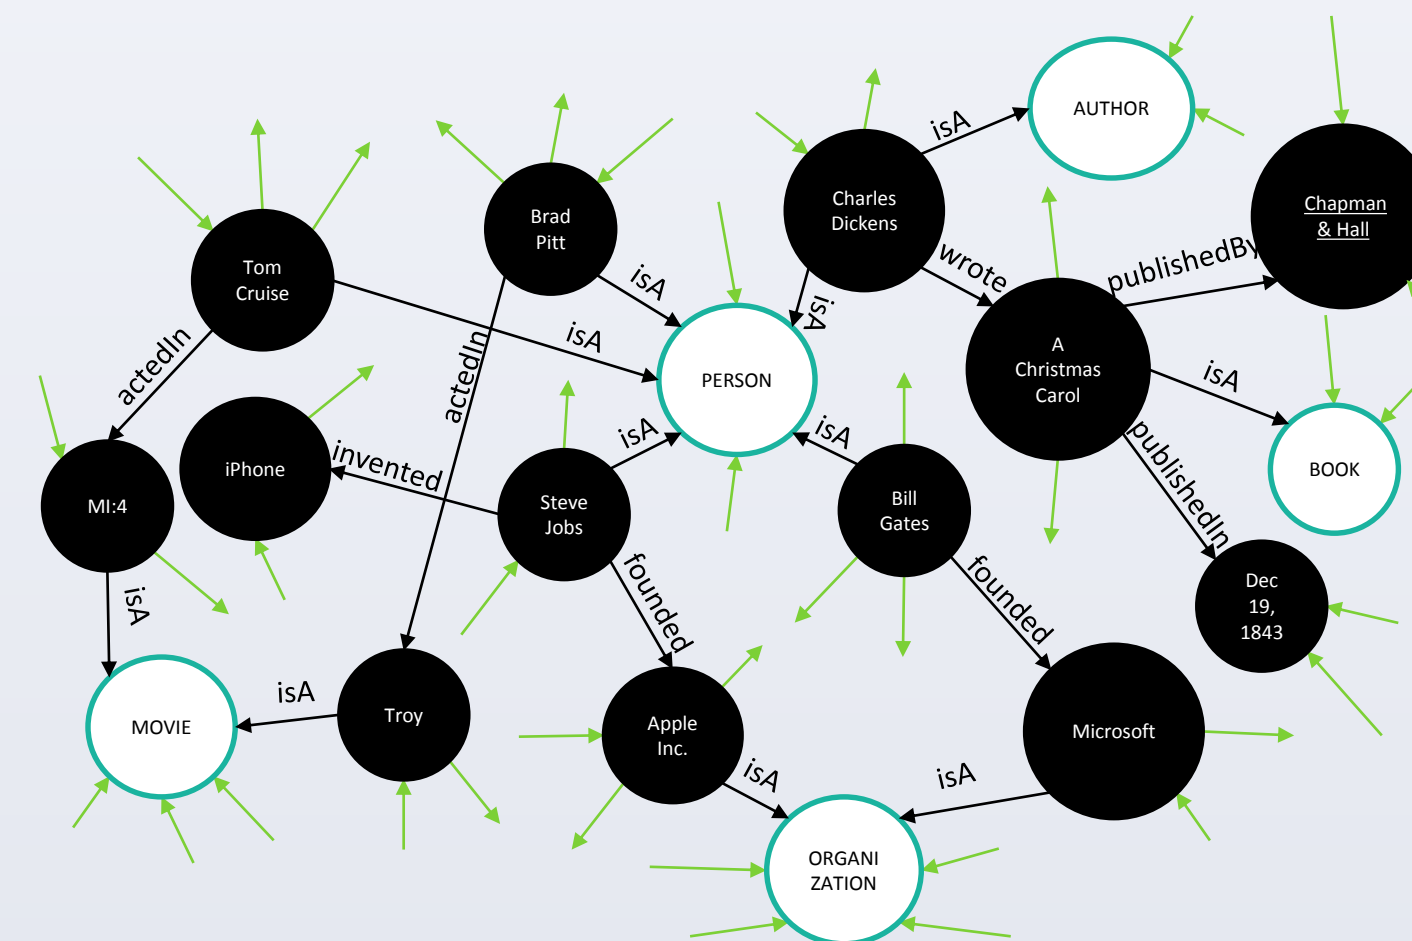 AUTHOR
isA
Charles
Dickens
Chapman
& Hall
Brad
Pitt
wrote
publishedBy
Tom
Cruise
isA
isA
isA
actedIn
actedIn
PERSON
A
Christmas
Carol
isA
isA
isA
invented
iPhone
publishedIn
BOOK
MI:4
Steve
Jobs
Bill
Gates
isA
founded
founded
Dec
19,
1843
isA
MOVIE
Troy
Apple
Inc.
Microsoft
isA
isA
ORGANI
ZATION